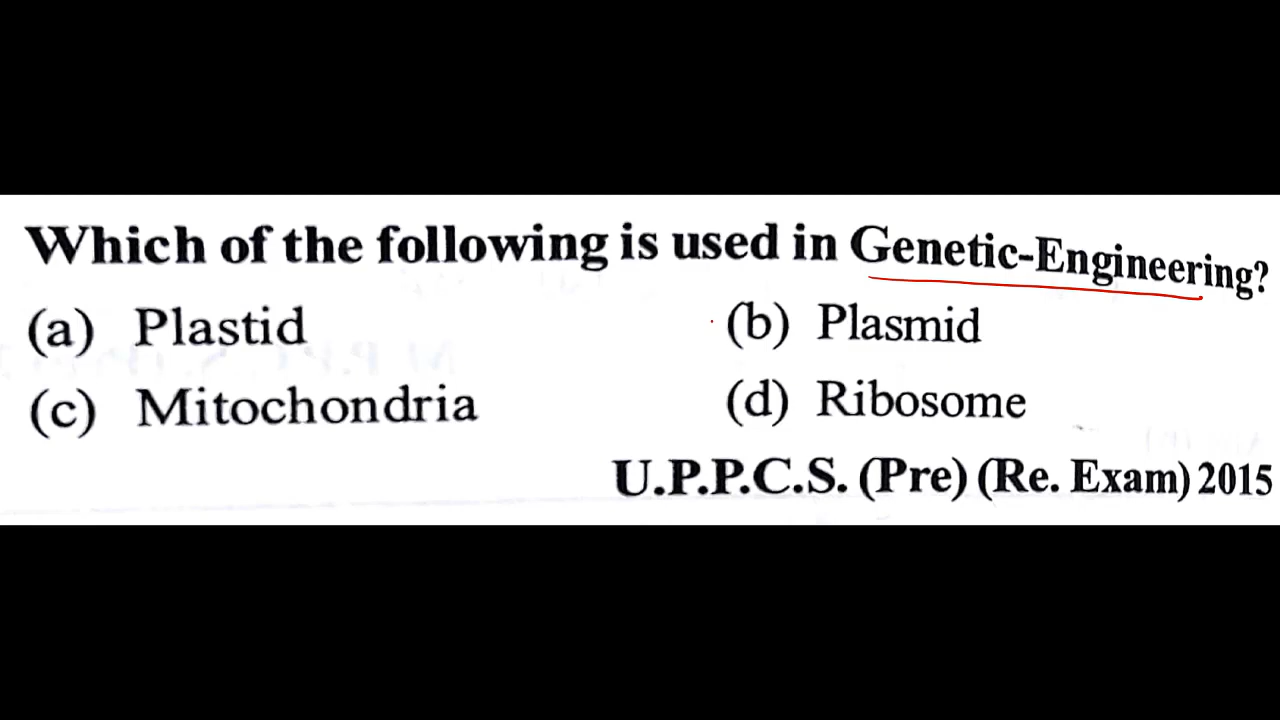 Which of the following is used in Genetic-Engineering?
(a) Plastid (b) Plasmid
(c) Mitochondria (d) Ribosome
U.P.P.C.S. (Pre) (Re. Exam) 2015